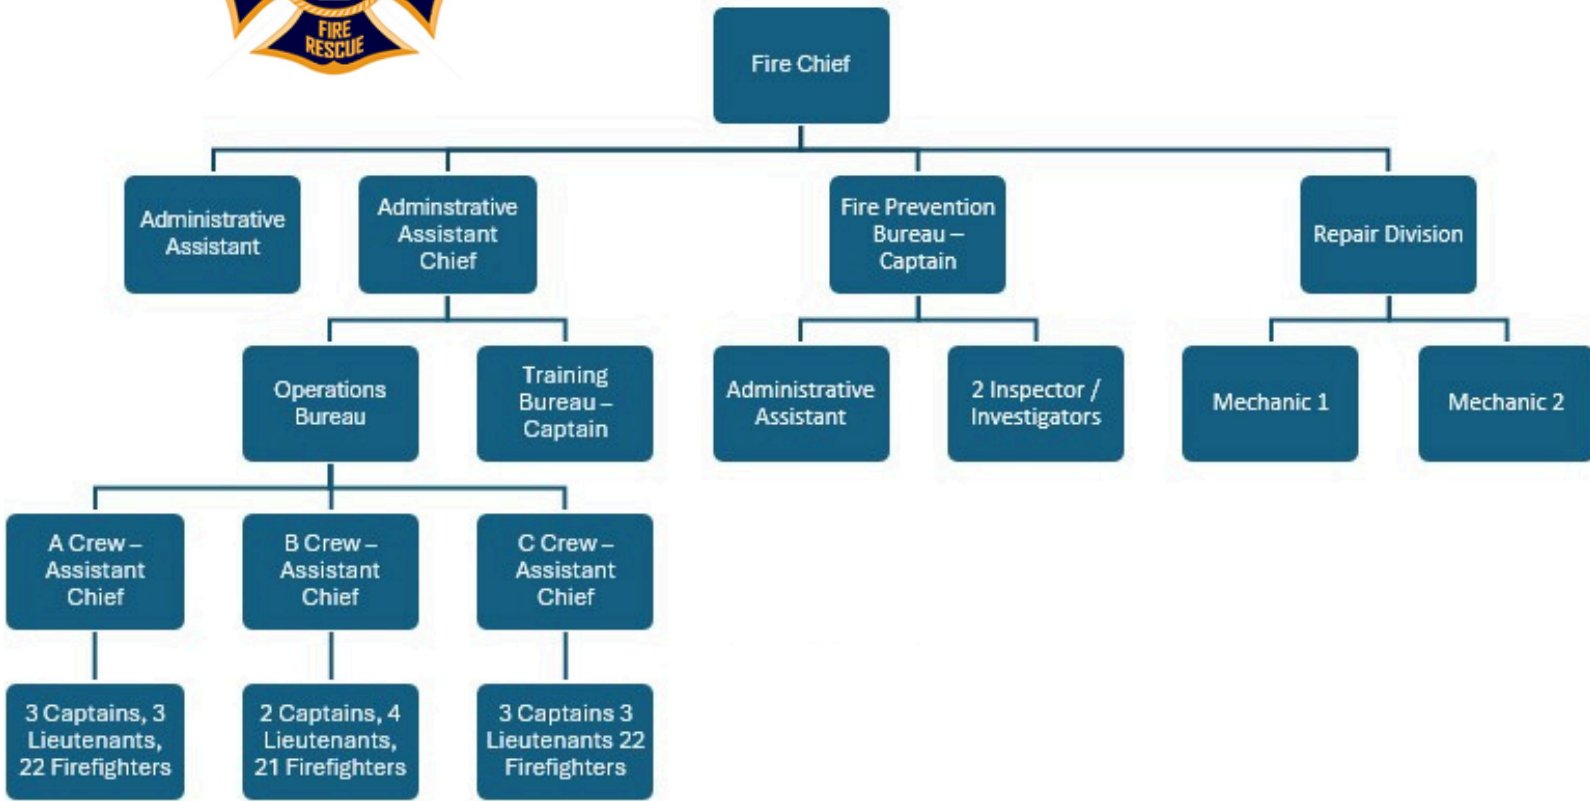 FIRE
RESCUE
Fire Chief
Administrative
Assistant
Adminstrative
Assistant
Chief
Fire Prevention
Bureau –
Captain
Repair Division
Operations
Bureau
Training
Bureau –
Captain
Administrative
Assistant
2 Inspector /
Investigators
Mechanic 1
Mechanic 2
A Crew –
Assistant
Chief
B Crew –
Assistant
Chief
C Crew –
Assistant
Chief
3 Captains, 3
Lieutenants,
22 Firefighters
2 Captains, 4
Lieutenants,
21 Firefighters
3 Captains 3
Lieutenants 22
Firefighters